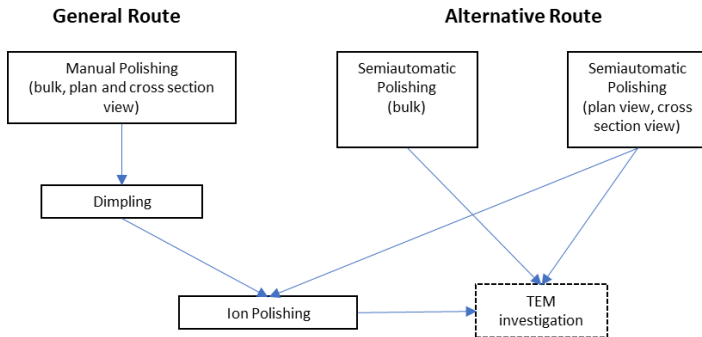 General Route
Alternative Route
Manual Polishing
(bulk, plan and cross section
view)
Semiautomatic
Polishing
(bulk)
Semiautomatic
Polishing
(plan view, cross
section view)
Dimpling
Ion Polishing
TEM
investigation